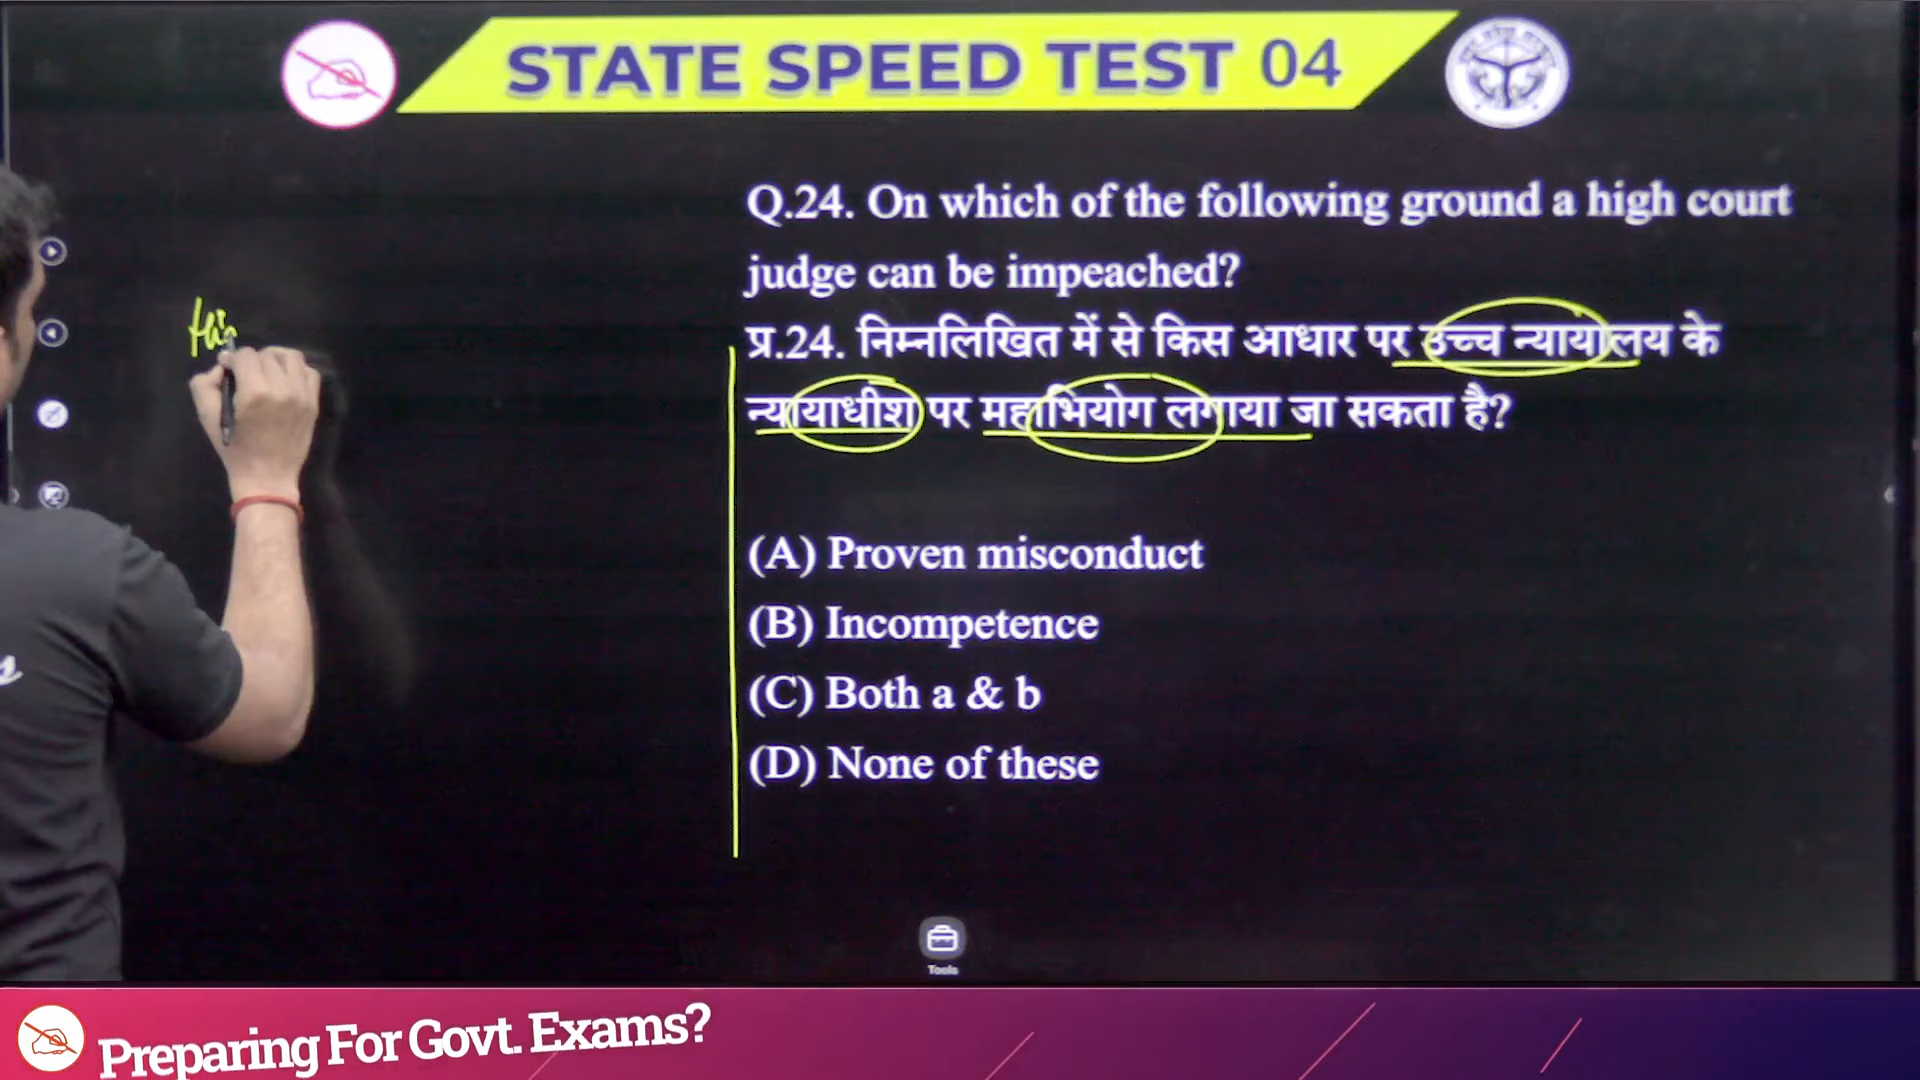 STATE SPEED TEST 04
Q.24. On which of the following ground a high court
judge can be impeached?
प्र.24. निम्नलिखित में से किस आधार पर उच्च न्यायालय के
न्यायाधीश पर महाभियोग लगाया जा सकता है?
(A) Proven misconduct
(B) Incompetence
(C) Both a & b
(D) None of these
Tools
Preparing For Govt. Exams?